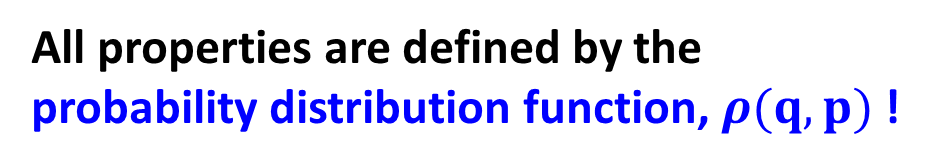 All properties are defined by the
probability distribution function, ρ(q, p) !